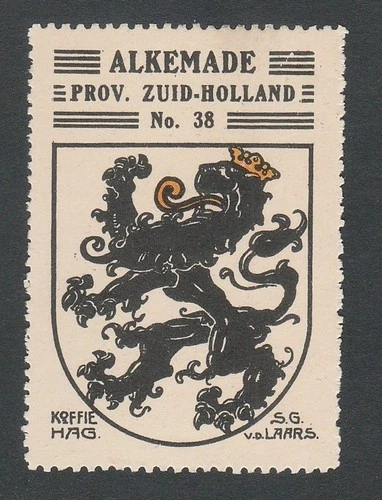 ALKEMADE
PROV. ZUID-HOLLAND
No. 38
KOFFIE
HAG.
S.G.
v.d. LAARS.